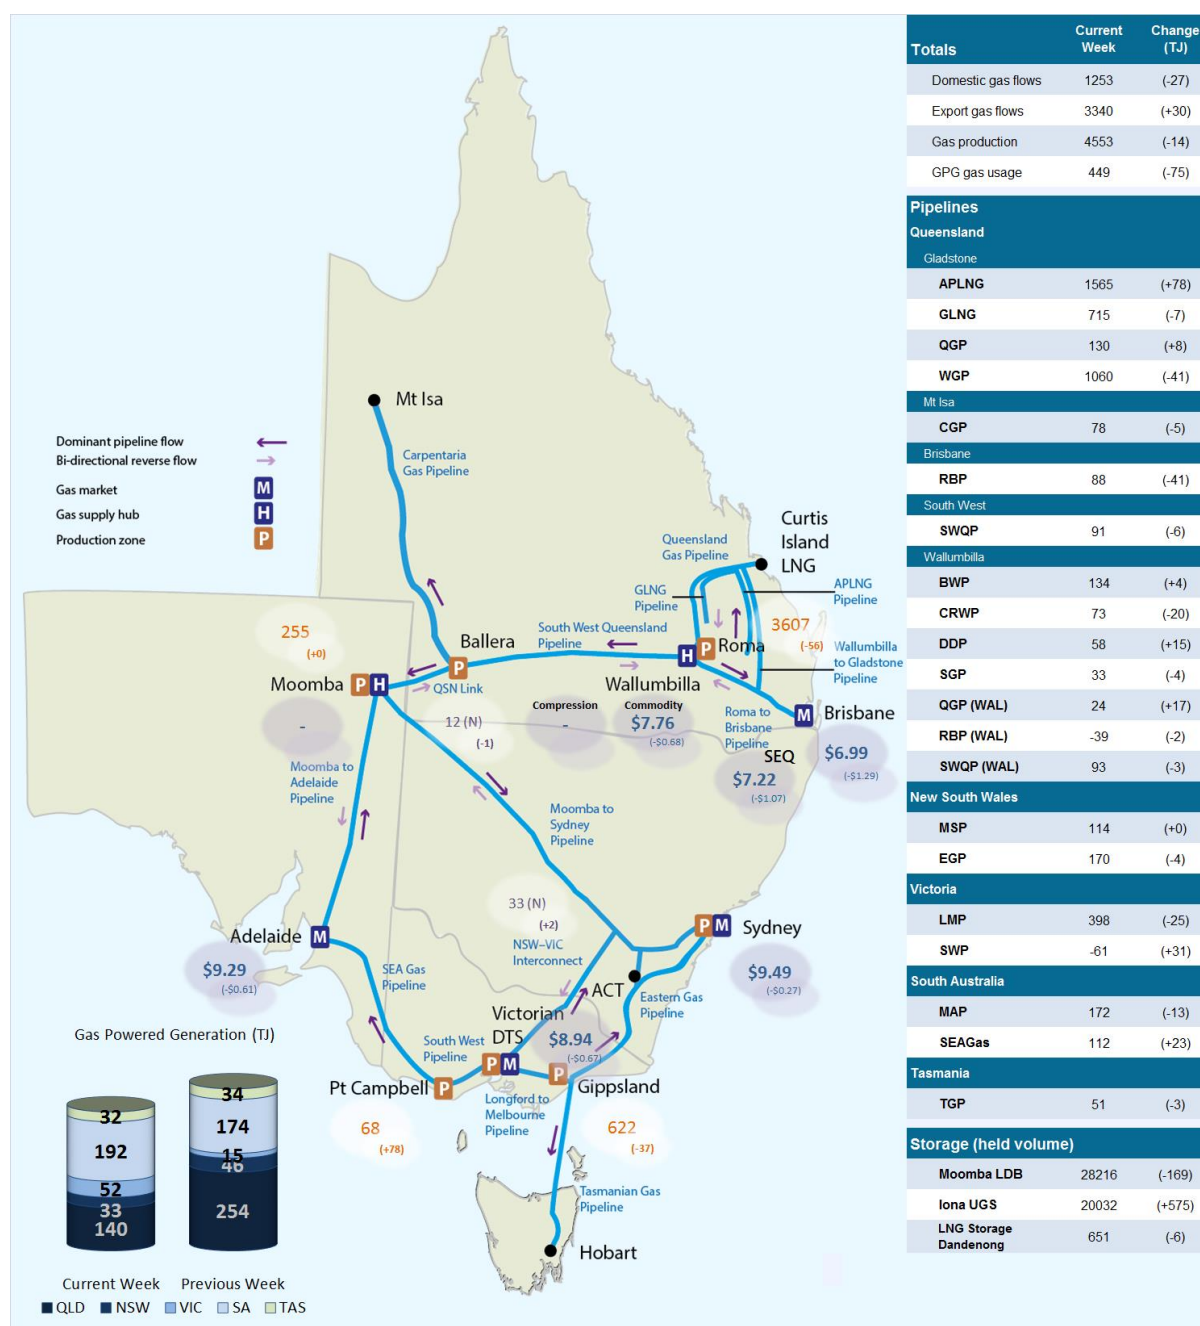 Dominant pipeline flow
Bi-directional reverse flow
Gas market M
Gas supply hub H
Production zone P
Mt Isa
Carpentaria
Gas Pipeline
Curtis
Island
LNG
Queensland
Gas Pipeline
APLNG
Pipeline
GLNG
Pipeline
255
(+0)
Ballera
South West Queensland
Pipeline
P
H
P
Roma
3607
(-56)
Wallumbilla
to Gladstone
Pipeline
Moomba
P
H
QSN Link
Wallumbilla
M
Brisbane
-
12 (N)
(-1)
Compression
-
Commodity
$7.76
(-$0.68)
Roma to
Brisbane
Pipeline
SEQ
$7.22
(-$1.07)
$6.99
(-$1.29)
Moomba to
Adelaide
Pipeline
Moomba to
Sydney
Pipeline
33 (N)
(+2)
NSW–VIC
Interconnect
P
M
Sydney
$9.49
(-$0.27)
Adelaide
M
$9.29
(-$0.61)
SEA Gas
Pipeline
ACT
Eastern Gas
Pipeline
Victorian
DTS
$8.94
(-$0.67)
South West
Pipeline
P
M
P
Gippsland
Pt Campbell
P
Longford to
Melbourne
Pipeline
68
(+78)
622
(-37)
Tasmanian Gas
Pipeline
Hobart
Gas Powered Generation (TJ)
32
192
52
33
140
34
174
15
46
254
Current Week
Previous Week
QLD NSW VIC SA TAS
Totals Current Week Change (TJ)
Domestic gas flows 1253 (-27)
Export gas flows 3340 (+30)
Gas production 4553 (-14)
GPG gas usage 449 (-75)
Pipelines
Queensland
Gladstone
APLNG 1565 (+78)
GLNG 715 (-7)
QGP 130 (+8)
WGP 1060 (-41)
Mt Isa
CGP 78 (-5)
Brisbane
RBP 88 (-41)
South West
SWQP 91 (-6)
Wallumbilla
BWP 134 (+4)
CRWP 73 (-20)
DDP 58 (+15)
SGP 33 (-4)
QGP (WAL) 24 (+17)
RBP (WAL) -39 (-2)
SWQP (WAL) 93 (-3)
New South Wales
MSP 114 (+0)
EGP 170 (-4)
Victoria
LMP 398 (-25)
SWP -61 (+31)
South Australia
MAP 172 (-13)
SEAGas 112 (+23)
Tasmania
TGP 51 (-3)
Storage (held volume)
Moomba LDB 28216 (-169)
Iona UGS 20032 (+575)
LNG Storage
Dandenong 651 (-6)